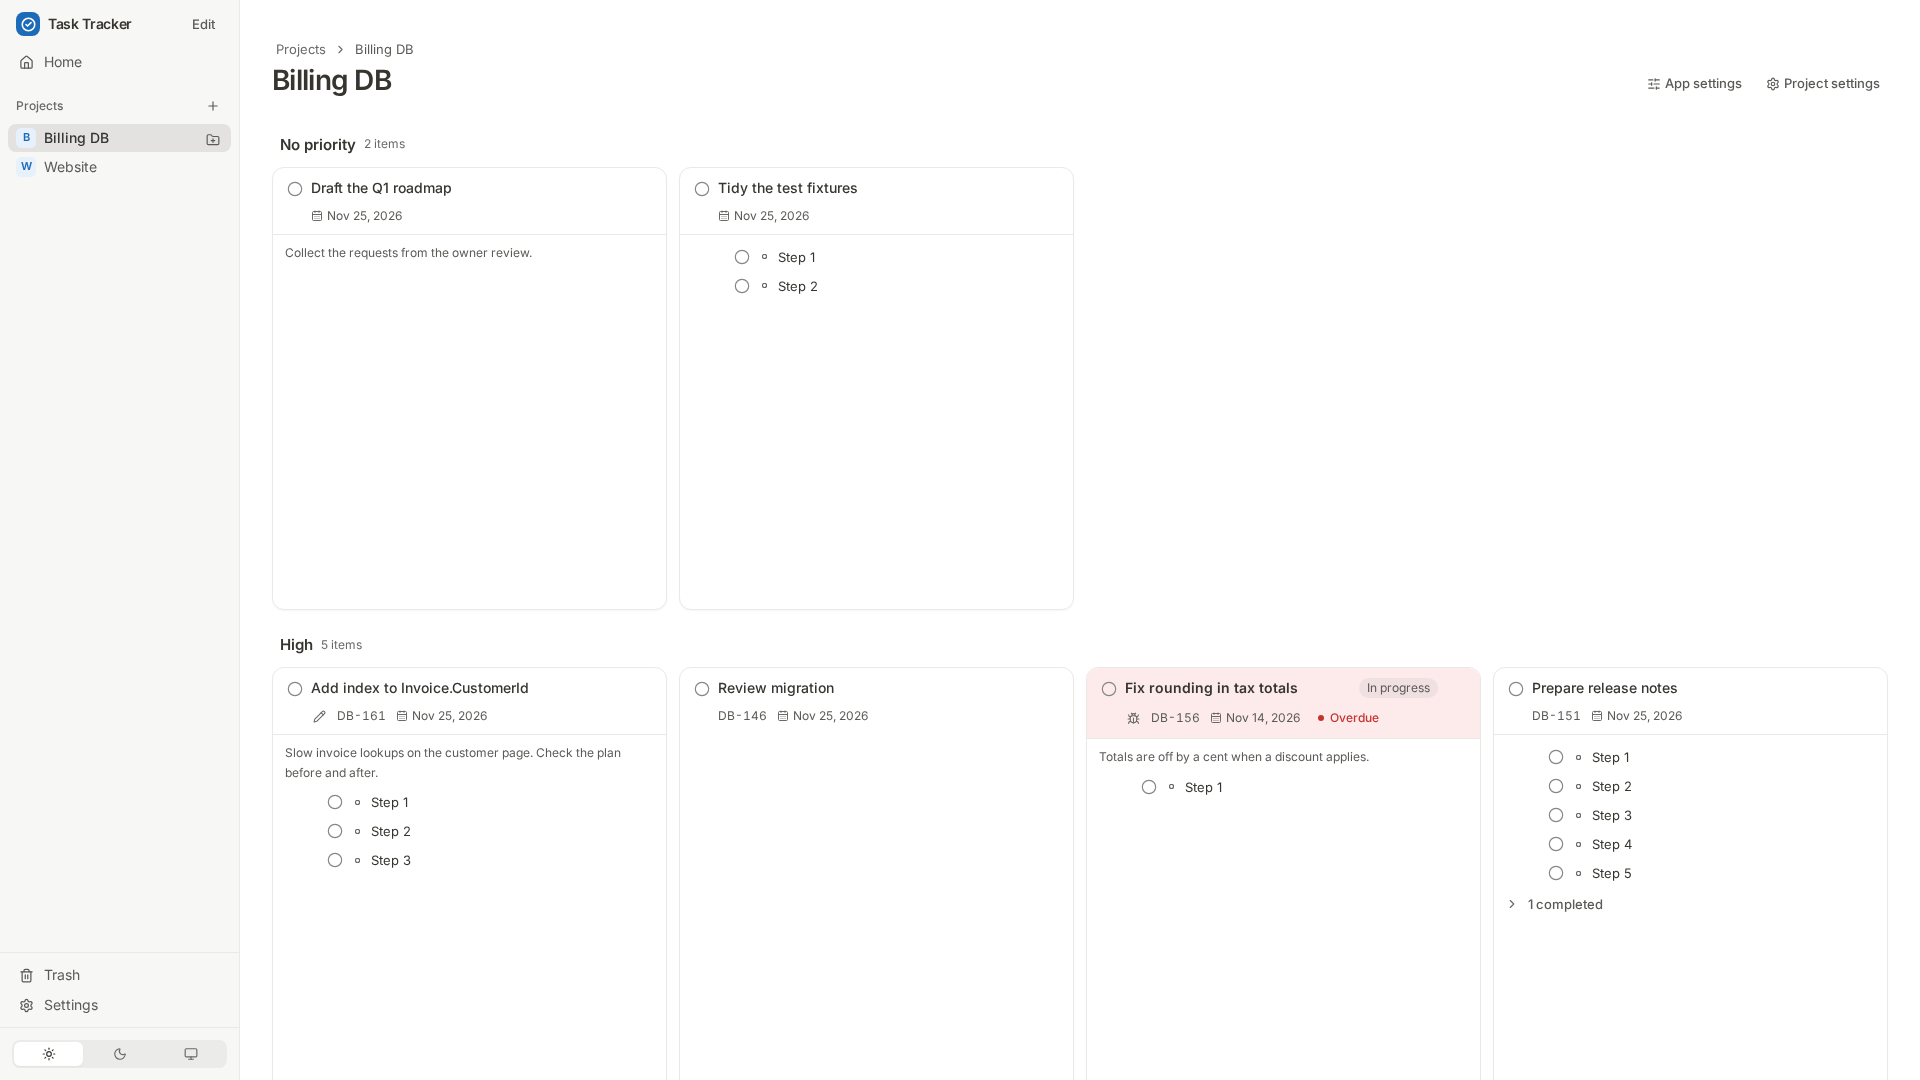 Task Tracker
Edit
Home
Projects
B
Billing DB
W
Website
Trash
Settings
Projects
Billing DB
Billing DB
App settings
Project settings
No priority
2 items
Draft the Q1 roadmap
Nov 25, 2026
Collect the requests from the owner review.
Tidy the test fixtures
Nov 25, 2026
Step 1
Step 2
High
5 items
Add index to Invoice.CustomerId
DB-161
Nov 25, 2026
Slow invoice lookups on the customer page. Check the plan
before and after.
Step 1
Step 2
Step 3
Review migration
DB-146
Nov 25, 2026
Fix rounding in tax totals
In progress
DB-156
Nov 14, 2026
Overdue
Totals are off by a cent when a discount applies.
Step 1
Prepare release notes
DB-151
Nov 25, 2026
Step 1
Step 2
Step 3
Step 4
Step 5
1 completed